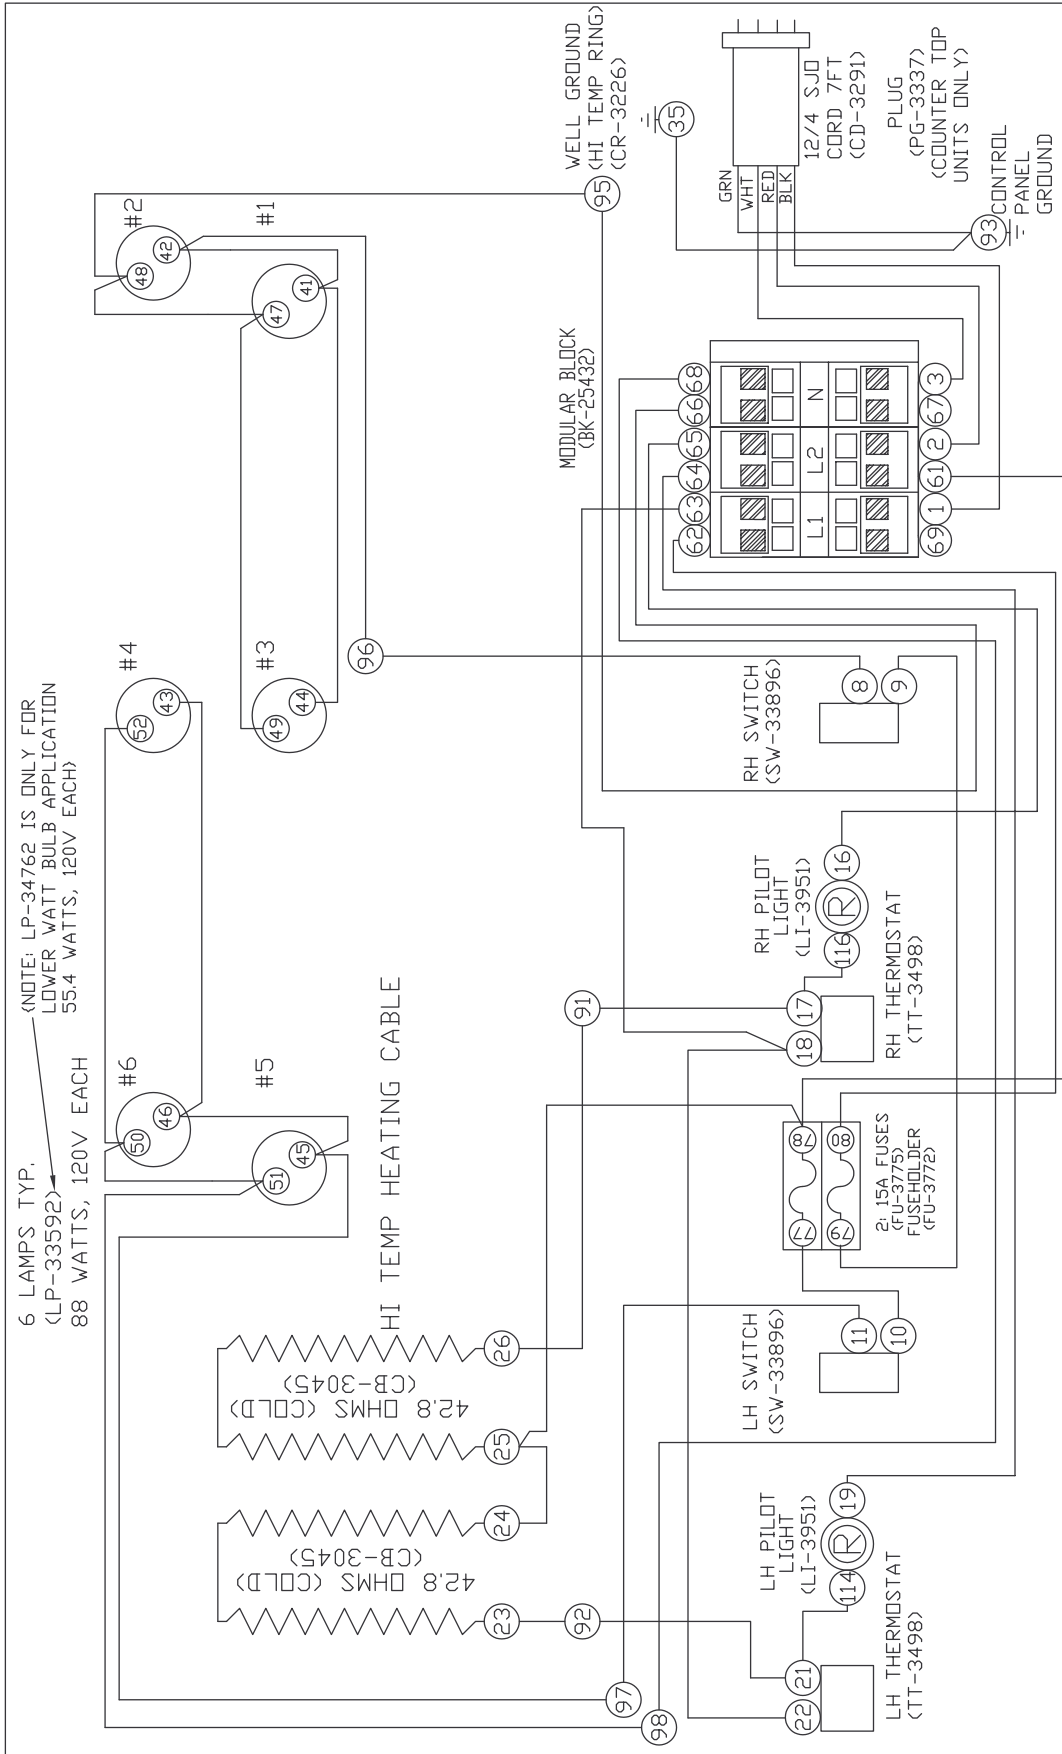 6 LAMPS TYP.
(LP-33592)
88 WATTS, 120V EACH
(NOTE: LP-34762 IS ONLY FOR
LOWER WATT BULB APPLICATION
55.4 WATTS, 120V EACH)
#6
50
46
#5
51
45
#4
52
43
#3
49
44
#2
48
42
#1
47
41
96
WELL GROUND
(HI TEMP RING)
(CR-3226)
95
35
HI TEMP HEATING CABLE
42.8 OHMS (COLD)
(CB-3045)
23
24
42.8 OHMS (COLD)
(CB-3045)
25
26
92
91
97
98
MODULAR BLOCK
(BK-25432)
62
63
64
65
66
68
L1
L2
N
69
1
61
2
67
3
GRN
WHT
RED
BLK
12/4 SJO
CORD 7FT
(CD-3291)
PLUG
(PG-3337)
(COUNTER TOP
UNITS ONLY)
93
CONTROL
PANEL
GROUND
LH PILOT
LIGHT
(LI-3951)
22
21
114
R
19
LH THERMOSTAT
(TT-3498)
LH SWITCH
(SW-33896)
11
10
77
78
79
80
2: 15A FUSES
(FU-3775)
FUSEHOLDER
(FU-3772)
RH PILOT
LIGHT
(LI-3951)
18
17
116
R
16
RH THERMOSTAT
(TT-3498)
RH SWITCH
(SW-33896)
8
9